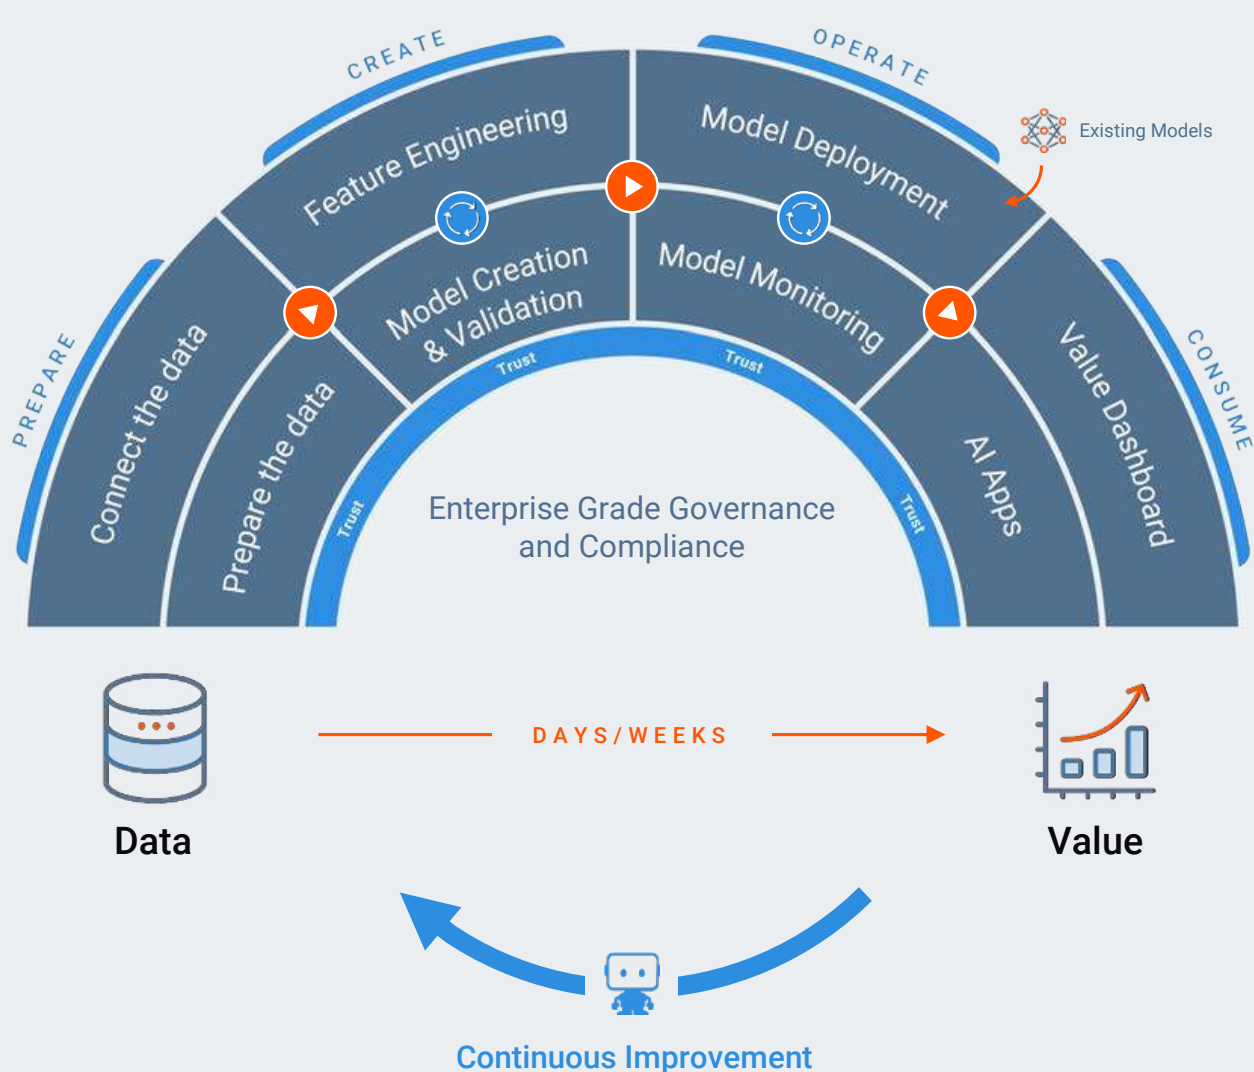 PREPARE
CREATE
OPERATE
CONSUME
Connect the data
Prepare the data
Feature Engineering
Model Creation
& Validation
Model Deployment
Model Monitoring
Existing Models
Value Dashboard
AI Apps
Trust
Trust
Trust
Trust
Enterprise Grade Governance
and Compliance
DAYS/WEEKS
Data
Value
Continuous Improvement